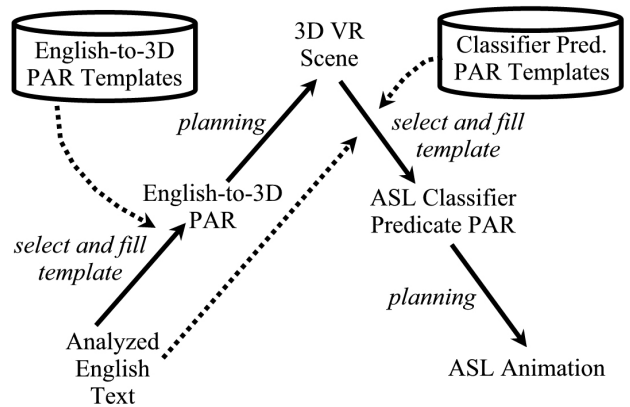 English-to-3D
PAR Templates
3D VR
Scene
Classifier Pred.
PAR Templates
planning
select and fill
template
English-to-3D
PAR
ASL Classifier
Predicate PAR
select and fill
template
planning
Analyzed
English
Text
ASL Animation